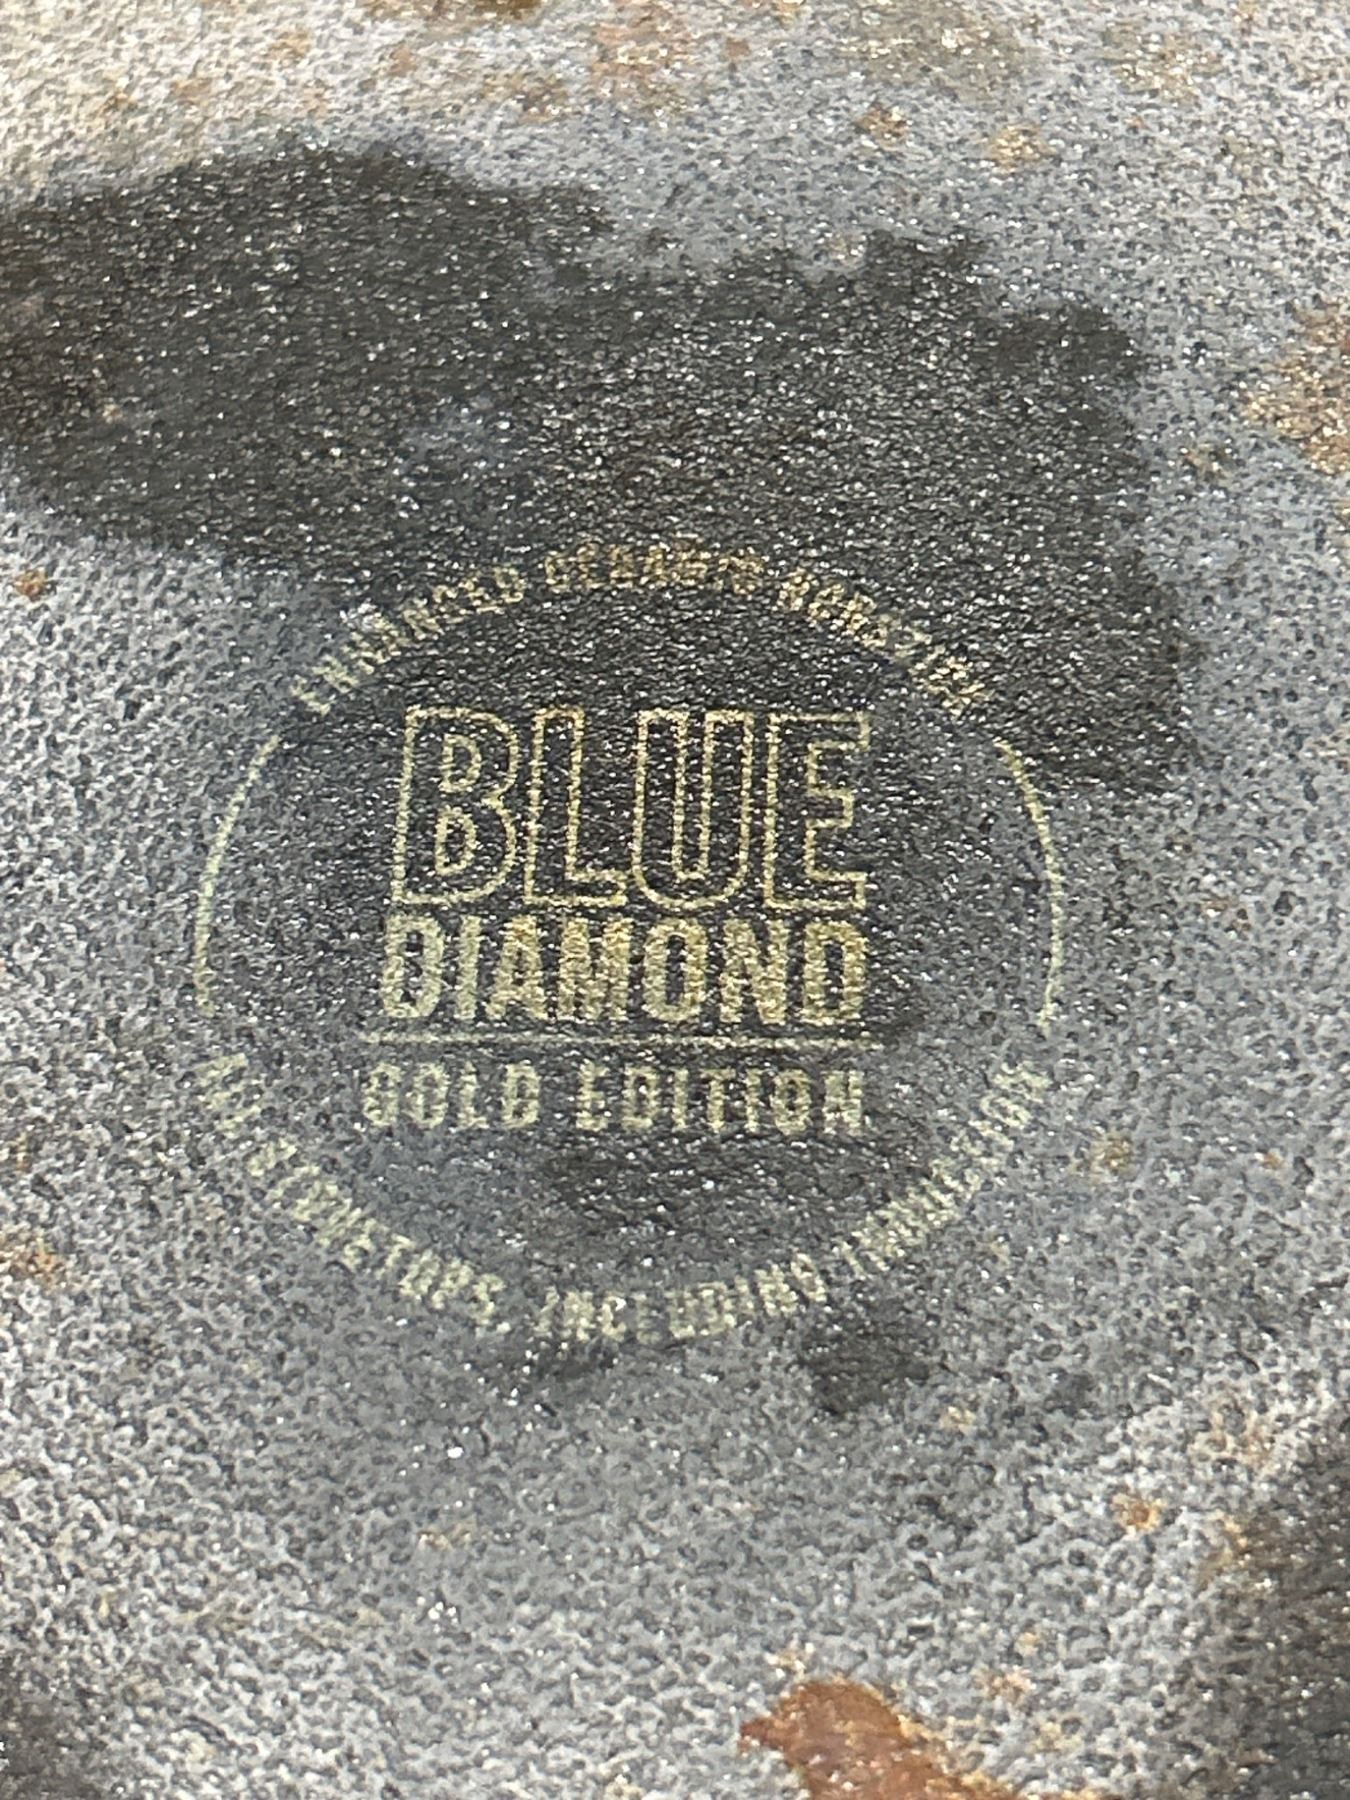 ENHANCED CERAMIC NONSTICK
BLUE
DIAMOND
GOLD EDITION
ALL STOVETOPS, INCLUDING INDUCTION